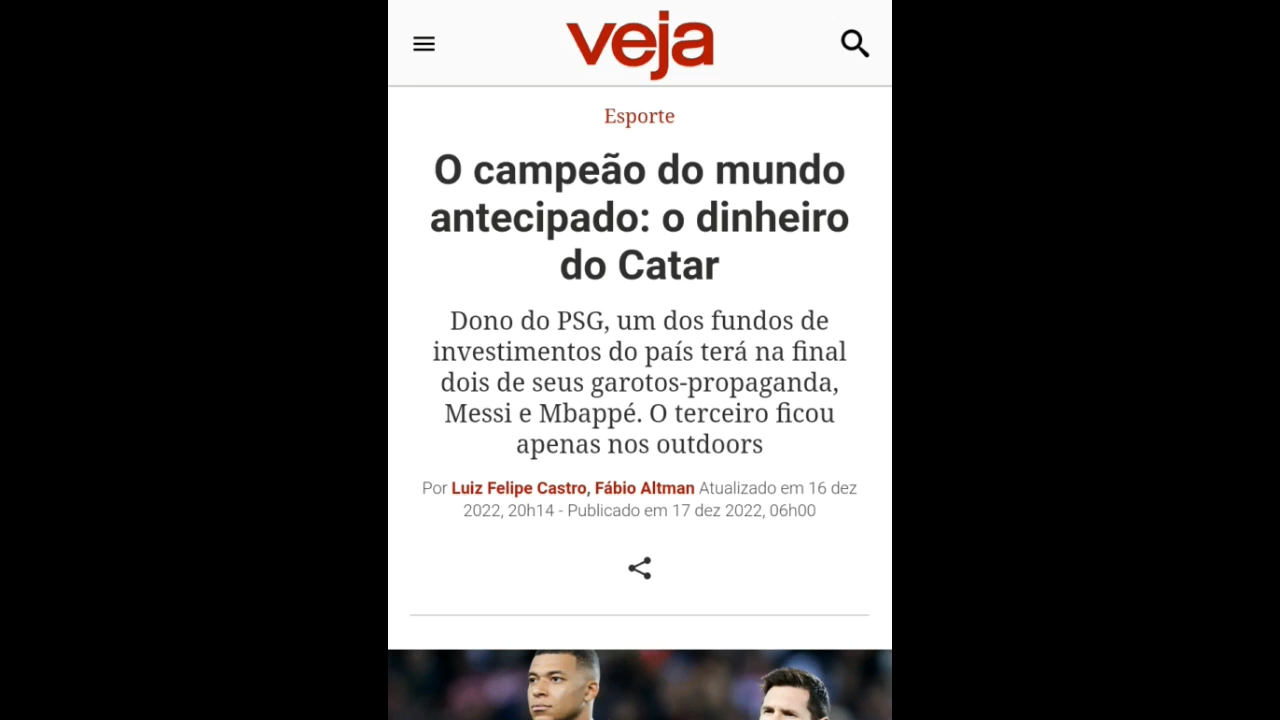 veja
Esporte
O campeão do mundo
antecipado: o dinheiro
do Catar
Dono do PSG, um dos fundos de
investimentos do país terá na final
dois de seus garotos-propaganda,
Messi e Mbappé. O terceiro ficou
apenas nos outdoors
Por Luiz Felipe Castro, Fábio Altman Atualizado em 16 dez
2022, 20h14 - Publicado em 17 dez 2022, 06h00